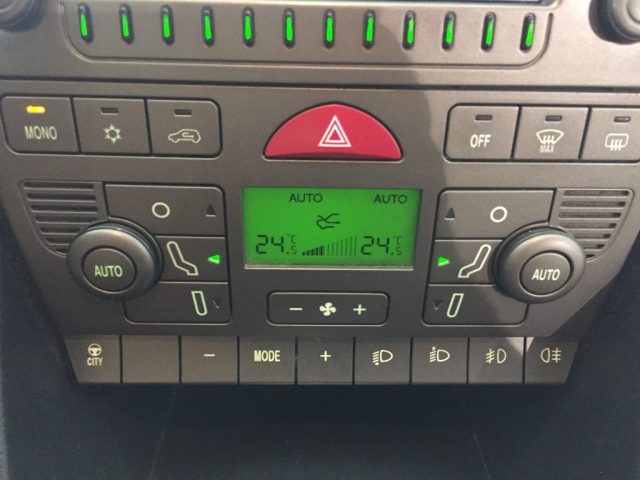 MONO
OFF
MAX
AUTO AUTO
24.5 °C 24.5 °C
AUTO
AUTO
- +
CITY
- MODE +